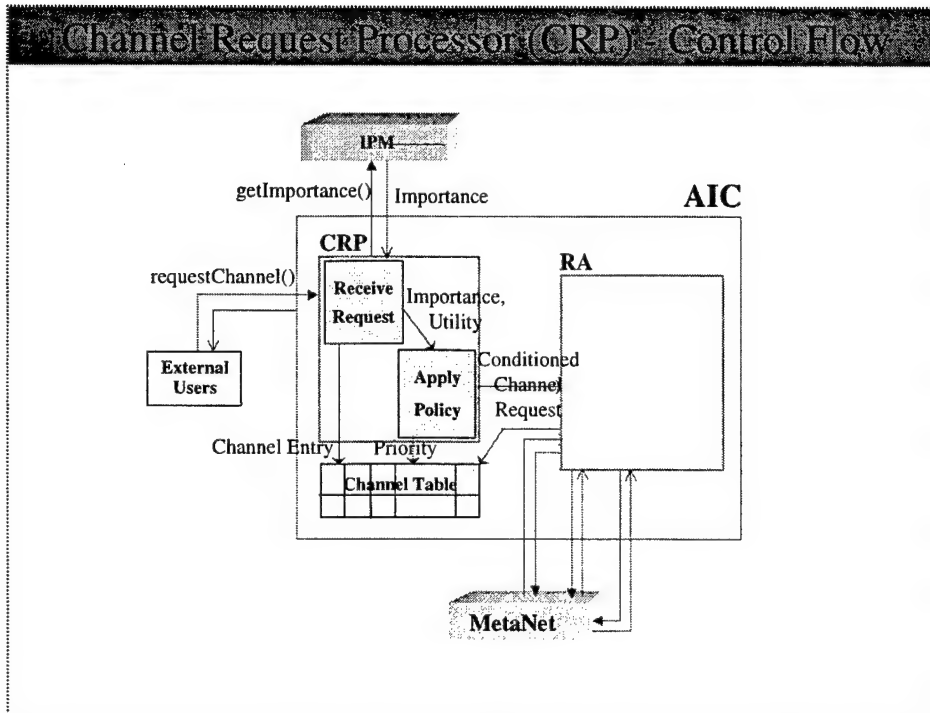 Channel Request Processor (CRP) - Control Flow
IPM
getImportance()
Importance
AIC
CRP
RA
requestChannel()
Receive
Request
Importance,
Utility
External
Users
Apply
Policy
Conditioned
Channel
Request
Channel Entry
Priority
Channel Table
MetaNet